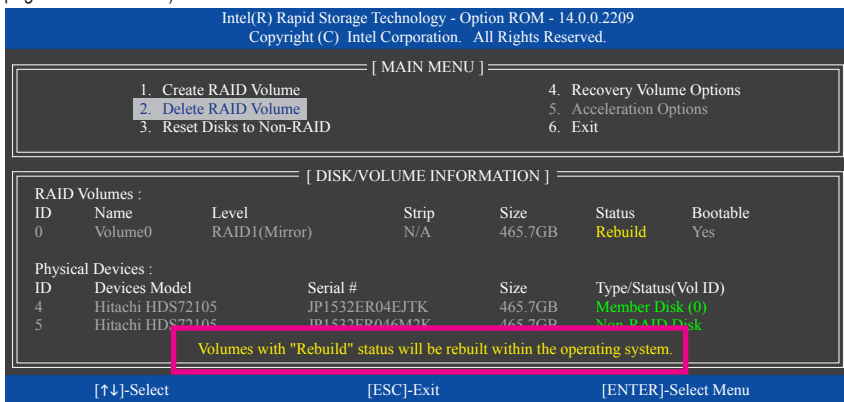 Intel(R) Rapid Storage Technology - Option ROM - 14.0.0.2209
Copyright (C) Intel Corporation. All Rights Reserved.
[ MAIN MENU ]
1. Create RAID Volume 4. Recovery Volume Options
2. Delete RAID Volume 5. Acceleration Options
3. Reset Disks to Non-RAID 6. Exit
[ DISK/VOLUME INFORMATION ]
RAID Volumes :
ID Name Level Strip Size Status Bootable
0 Volume0 RAID1(Mirror) N/A 465.7GB Rebuild Yes
Physical Devices :
ID Devices Model Serial # Size Type/Status(Vol ID)
4 Hitachi HDS72105 JP1532ER04EJTK 465.7GB Member Disk (0)
5 Hitachi HDS72105 JP1532ER046M2K 465.7GB Non-RAID Disk
Volumes with "Rebuild" status will be rebuilt within the operating system.
[↑↓]-Select [ESC]-Exit [ENTER]-Select Menu